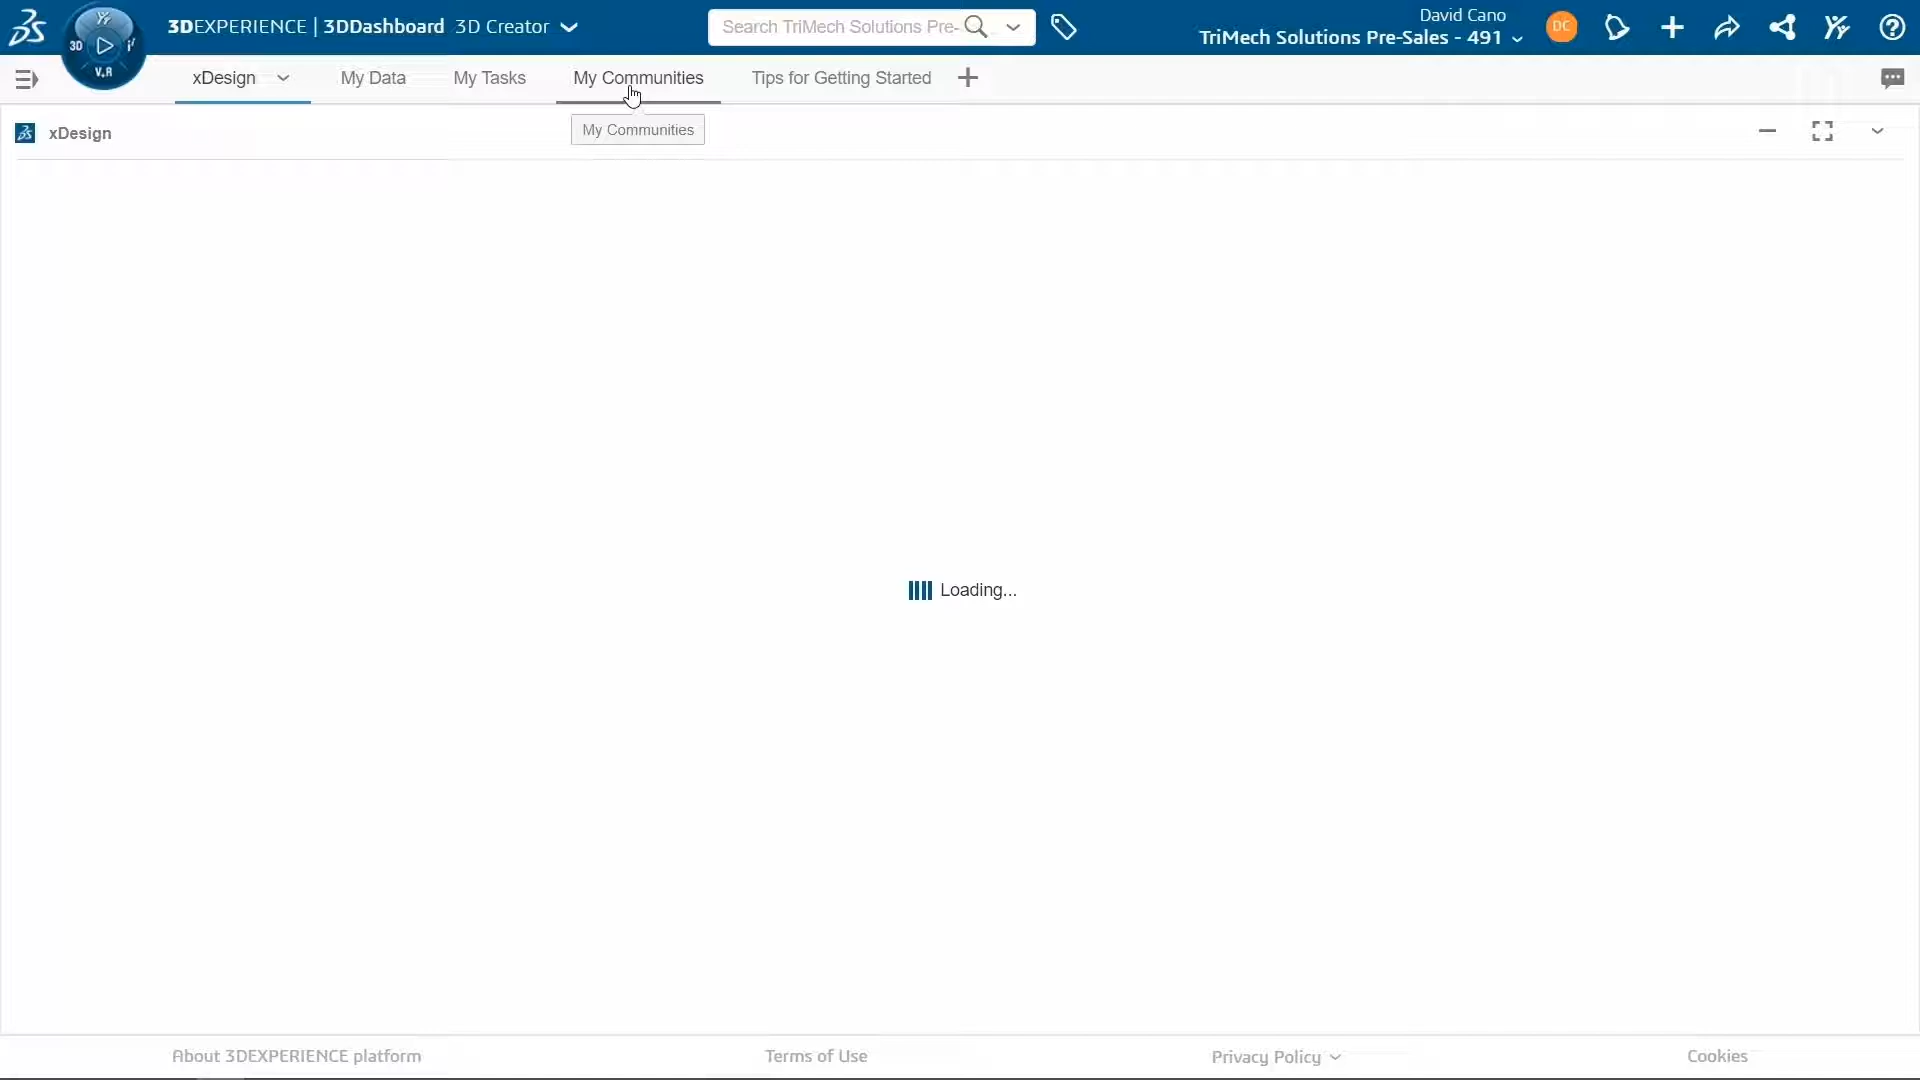 David Cano
3DEXPERIENCE | 3DDashboard 3D Creator
Search TriMech Solutions Pre-
TriMech Solutions Pre-Sales - 491
DC
3D
V.R
xDesign
My Data
My Tasks
My Communities
Tips for Getting Started
xDesign
My Communities
Loading...
About 3DEXPERIENCE platform
Terms of Use
Privacy Policy
Cookies